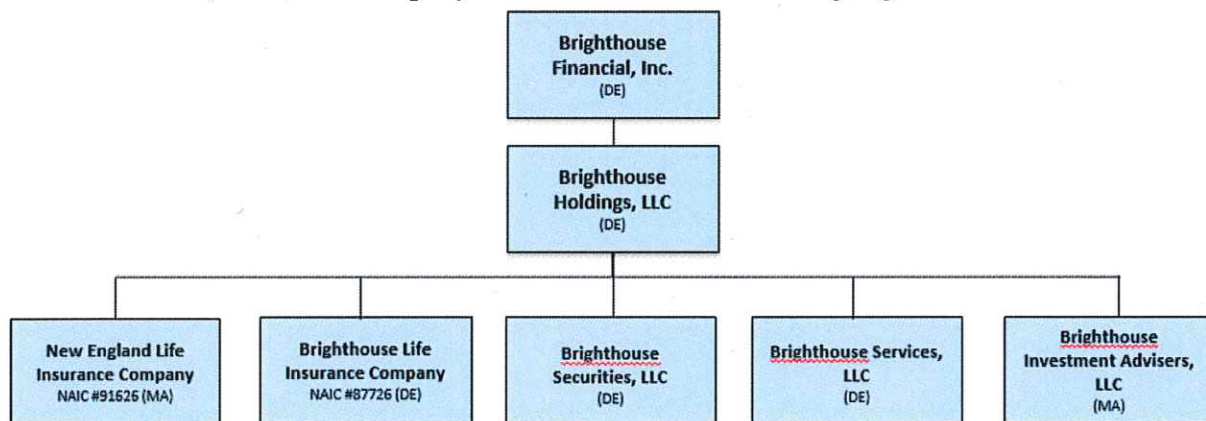 Brighthouse
Financial, Inc.
(DE)
Brighthouse
Holdings, LLC
(DE)
New England Life
Insurance Company
NAIC #91626 (MA)
Brighthouse Life
Insurance Company
NAIC #87726 (DE)
Brighthouse
Securities, LLC
(DE)
Brighthouse Services,
LLC
(DE)
Brighthouse
Investment Advisers,
LLC
(MA)